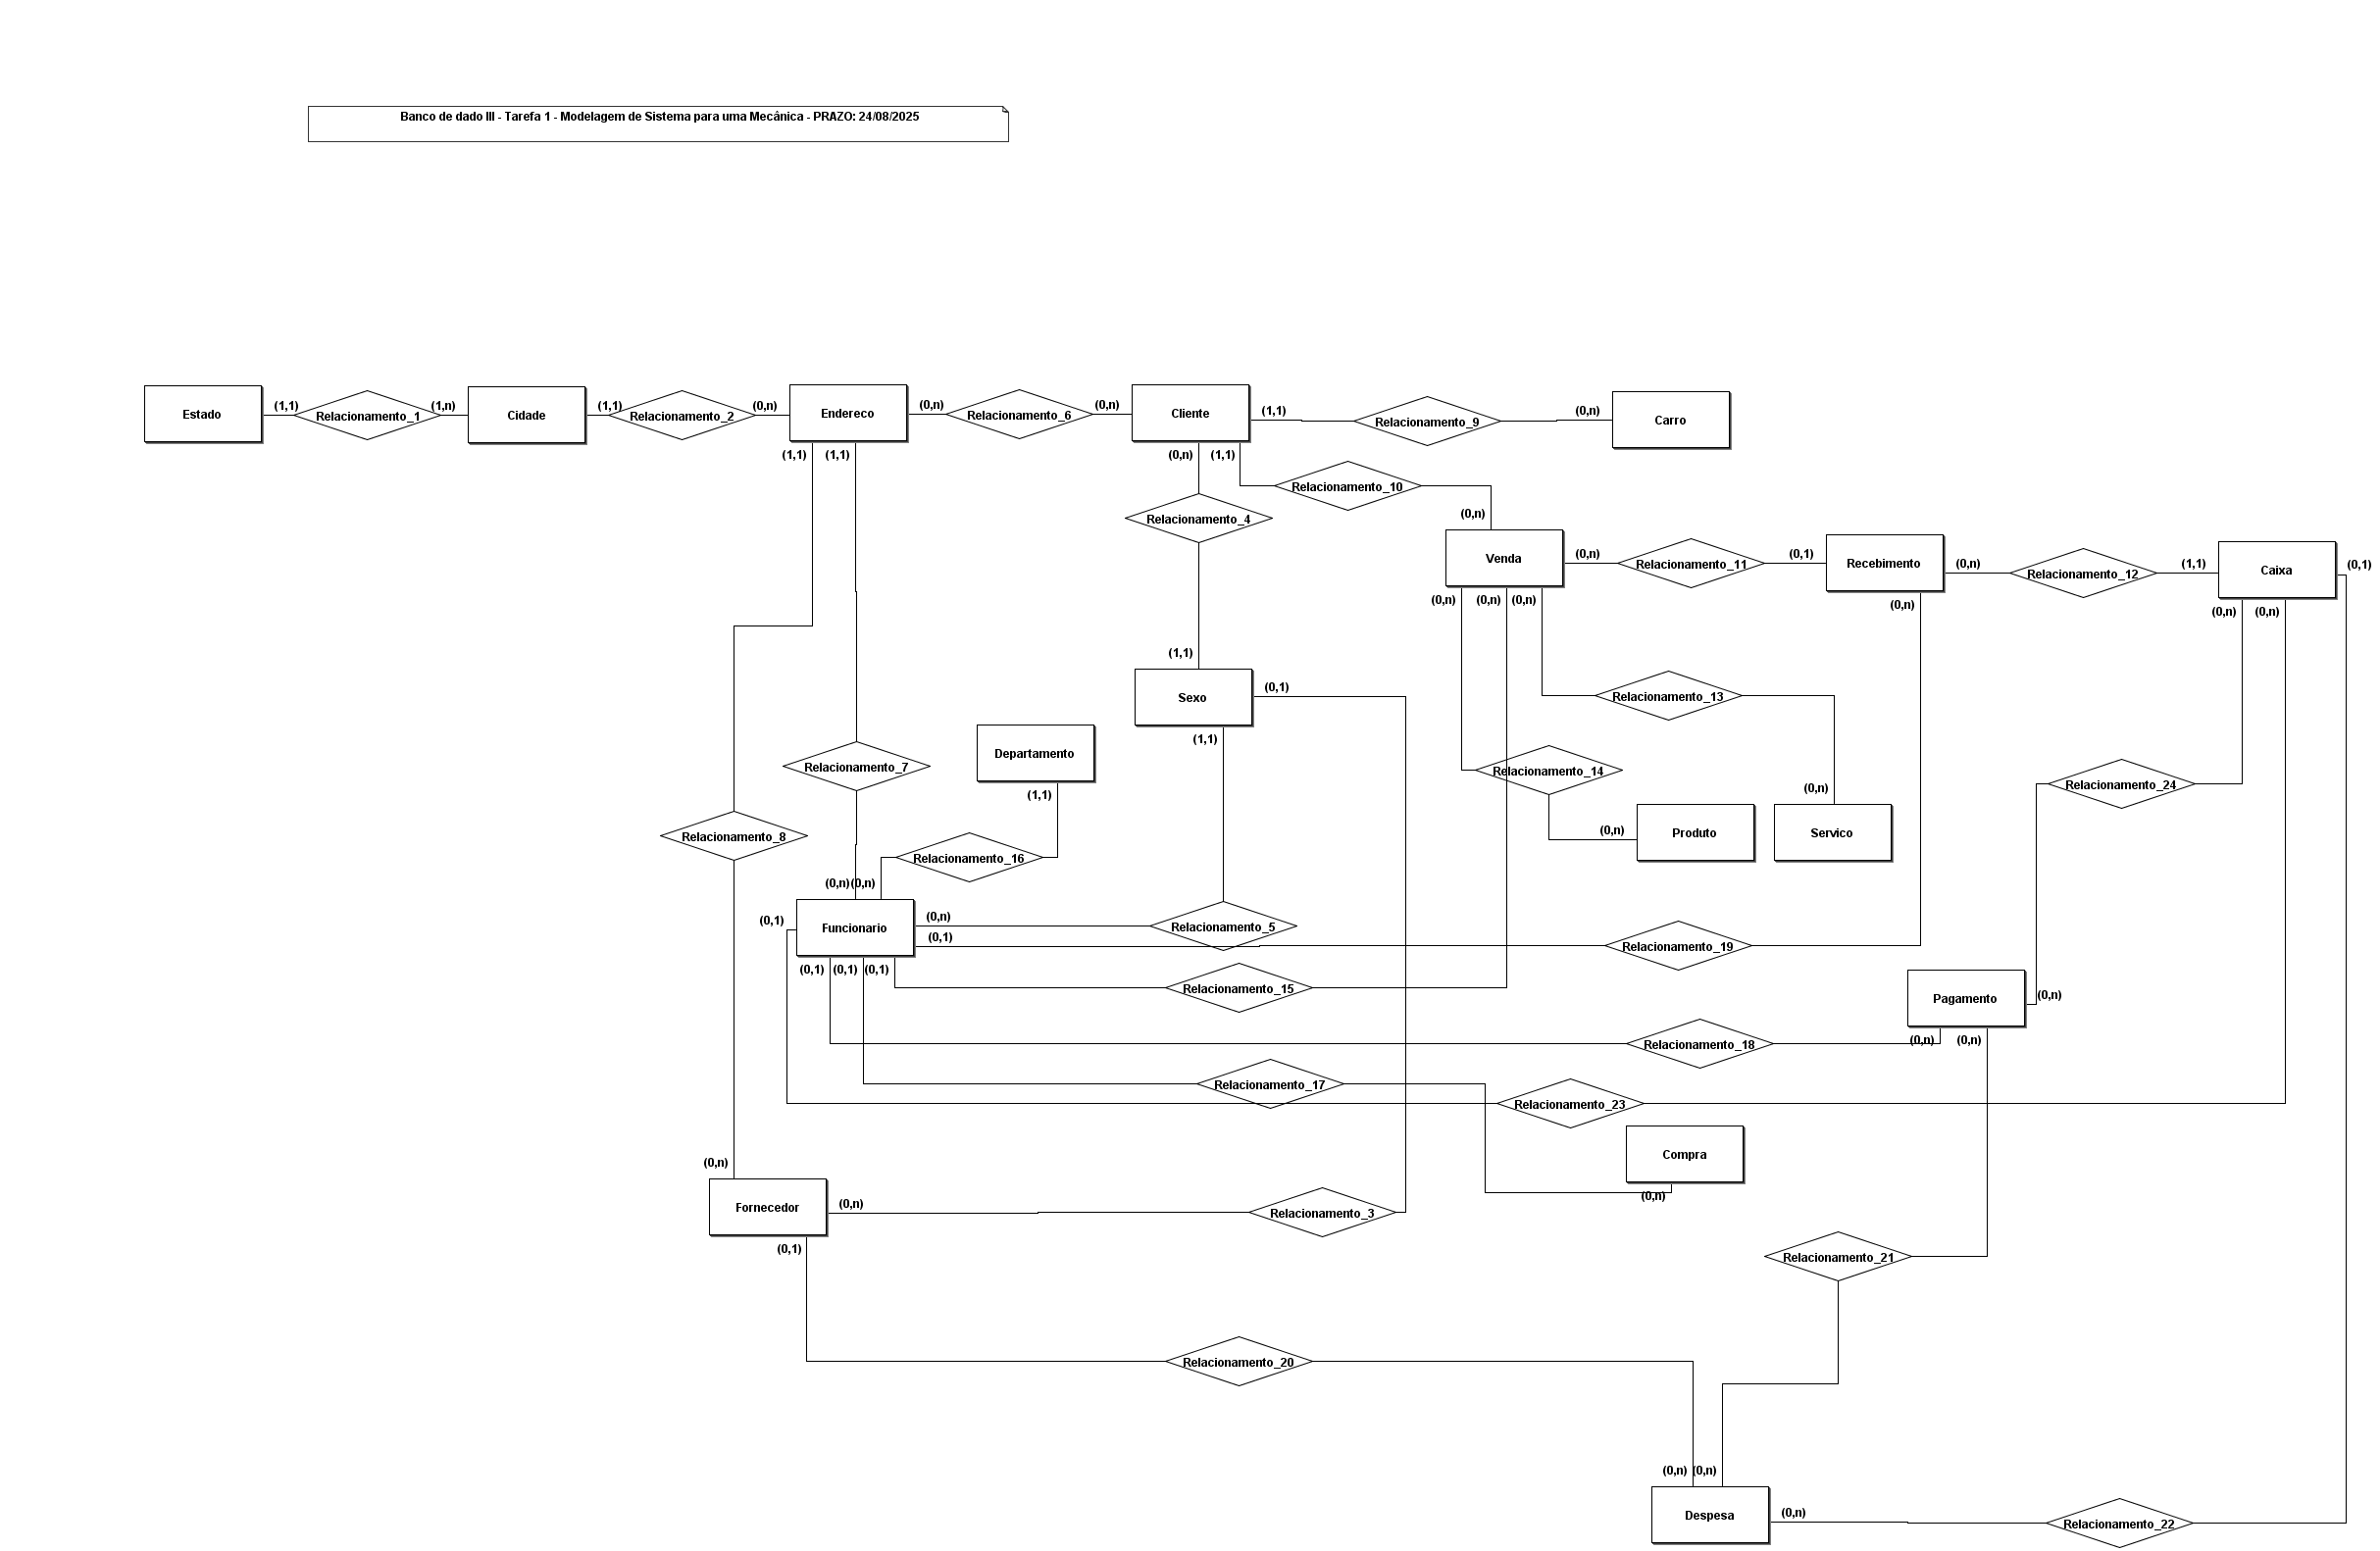 Banco de dado III - Tarefa 1 - Modelagem de Sistema para uma Mecânica - PRAZO: 24/08/2025
Estado
(1,1)
Relacionamento_1
(1,n)
Cidade
(1,1)
Relacionamento_2
(0,n)
Endereco
(0,n)
Relacionamento_6
(0,n)
Cliente
(1,1)
Relacionamento_9
(0,n)
Carro
(1,1)
(1,1)
(0,n)
(1,1)
Relacionamento_10
(0,n)
Relacionamento_4
Venda
(0,n)
Relacionamento_11
(0,1)
Recebimento
(0,n)
Relacionamento_12
(1,1)
Caixa
(0,1)
(0,n)
(0,n)
(0,n)
(0,n)
(0,n)
(0,n)
(1,1)
Sexo
(0,1)
Relacionamento_13
(1,1)
Departamento
Relacionamento_7
Relacionamento_14
Relacionamento_24
(1,1)
(0,n)
Relacionamento_8
(0,n)
Produto
Servico
Relacionamento_16
(0,n)
(0,n)
(0,1)
Funcionario
(0,n)
Relacionamento_5
(0,1)
Relacionamento_19
(0,1)
(0,1)
(0,1)
Relacionamento_15
Pagamento
(0,n)
Relacionamento_18
(0,n)
(0,n)
Relacionamento_17
Relacionamento_23
Compra
(0,n)
(0,n)
Fornecedor
(0,n)
Relacionamento_3
(0,1)
Relacionamento_21
Relacionamento_20
(0,n)
(0,n)
Despesa
(0,n)
Relacionamento_22